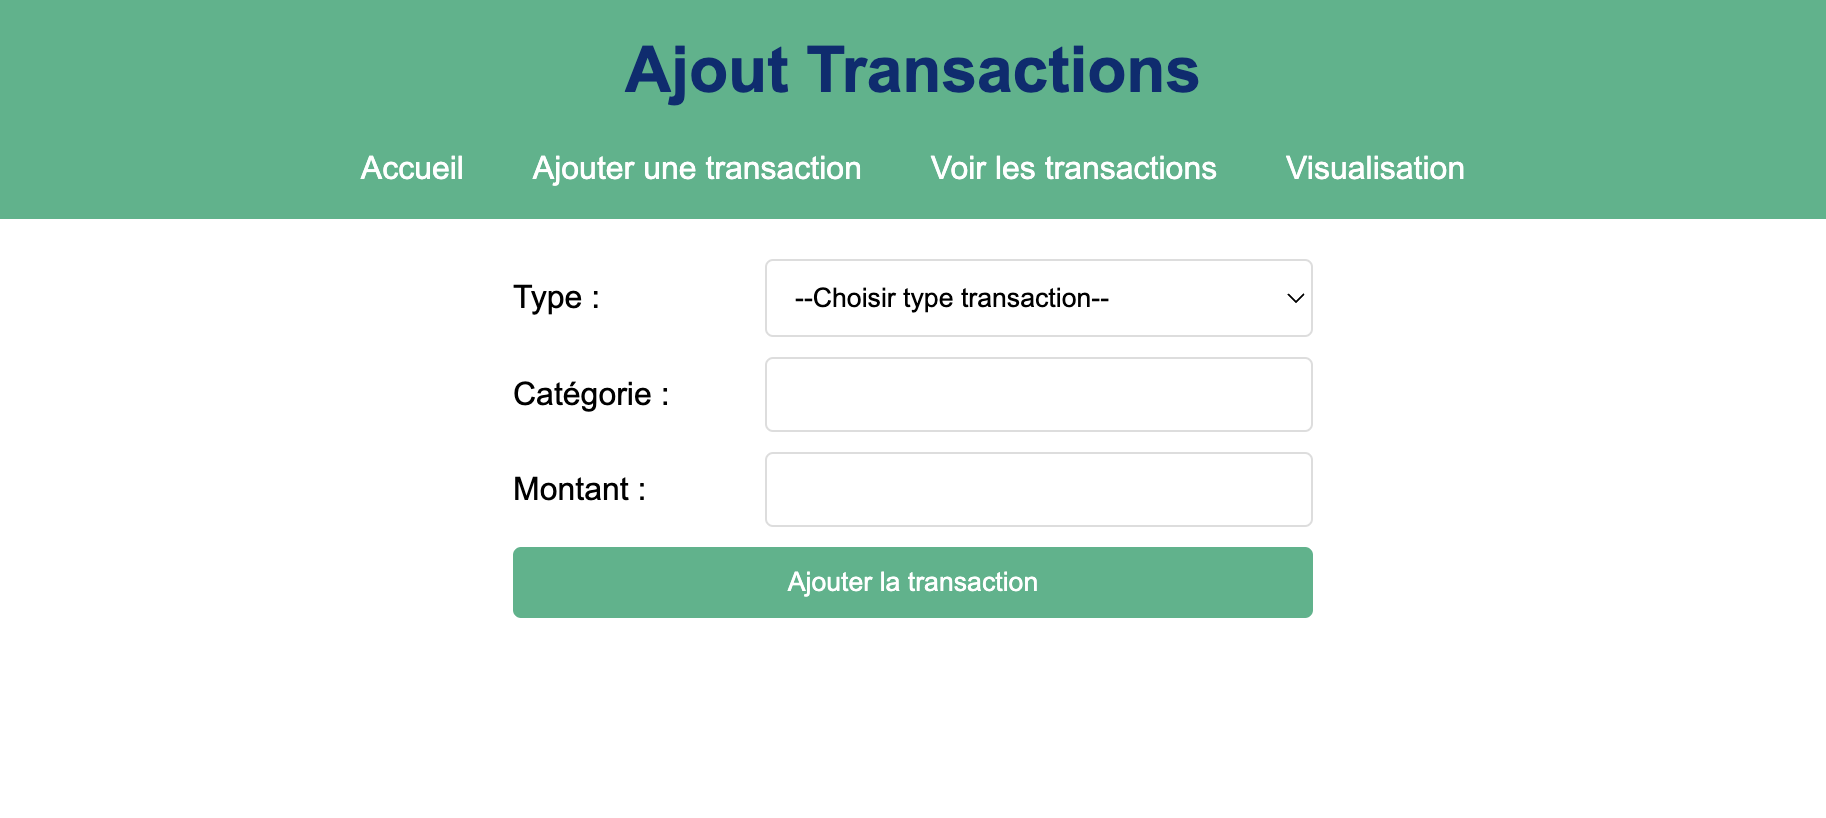 Ajout Transactions
Accueil Ajouter une transaction Voir les transactions Visualisation
Type : --Choisir type transaction--
Catégorie :
Montant :
Ajouter la transaction